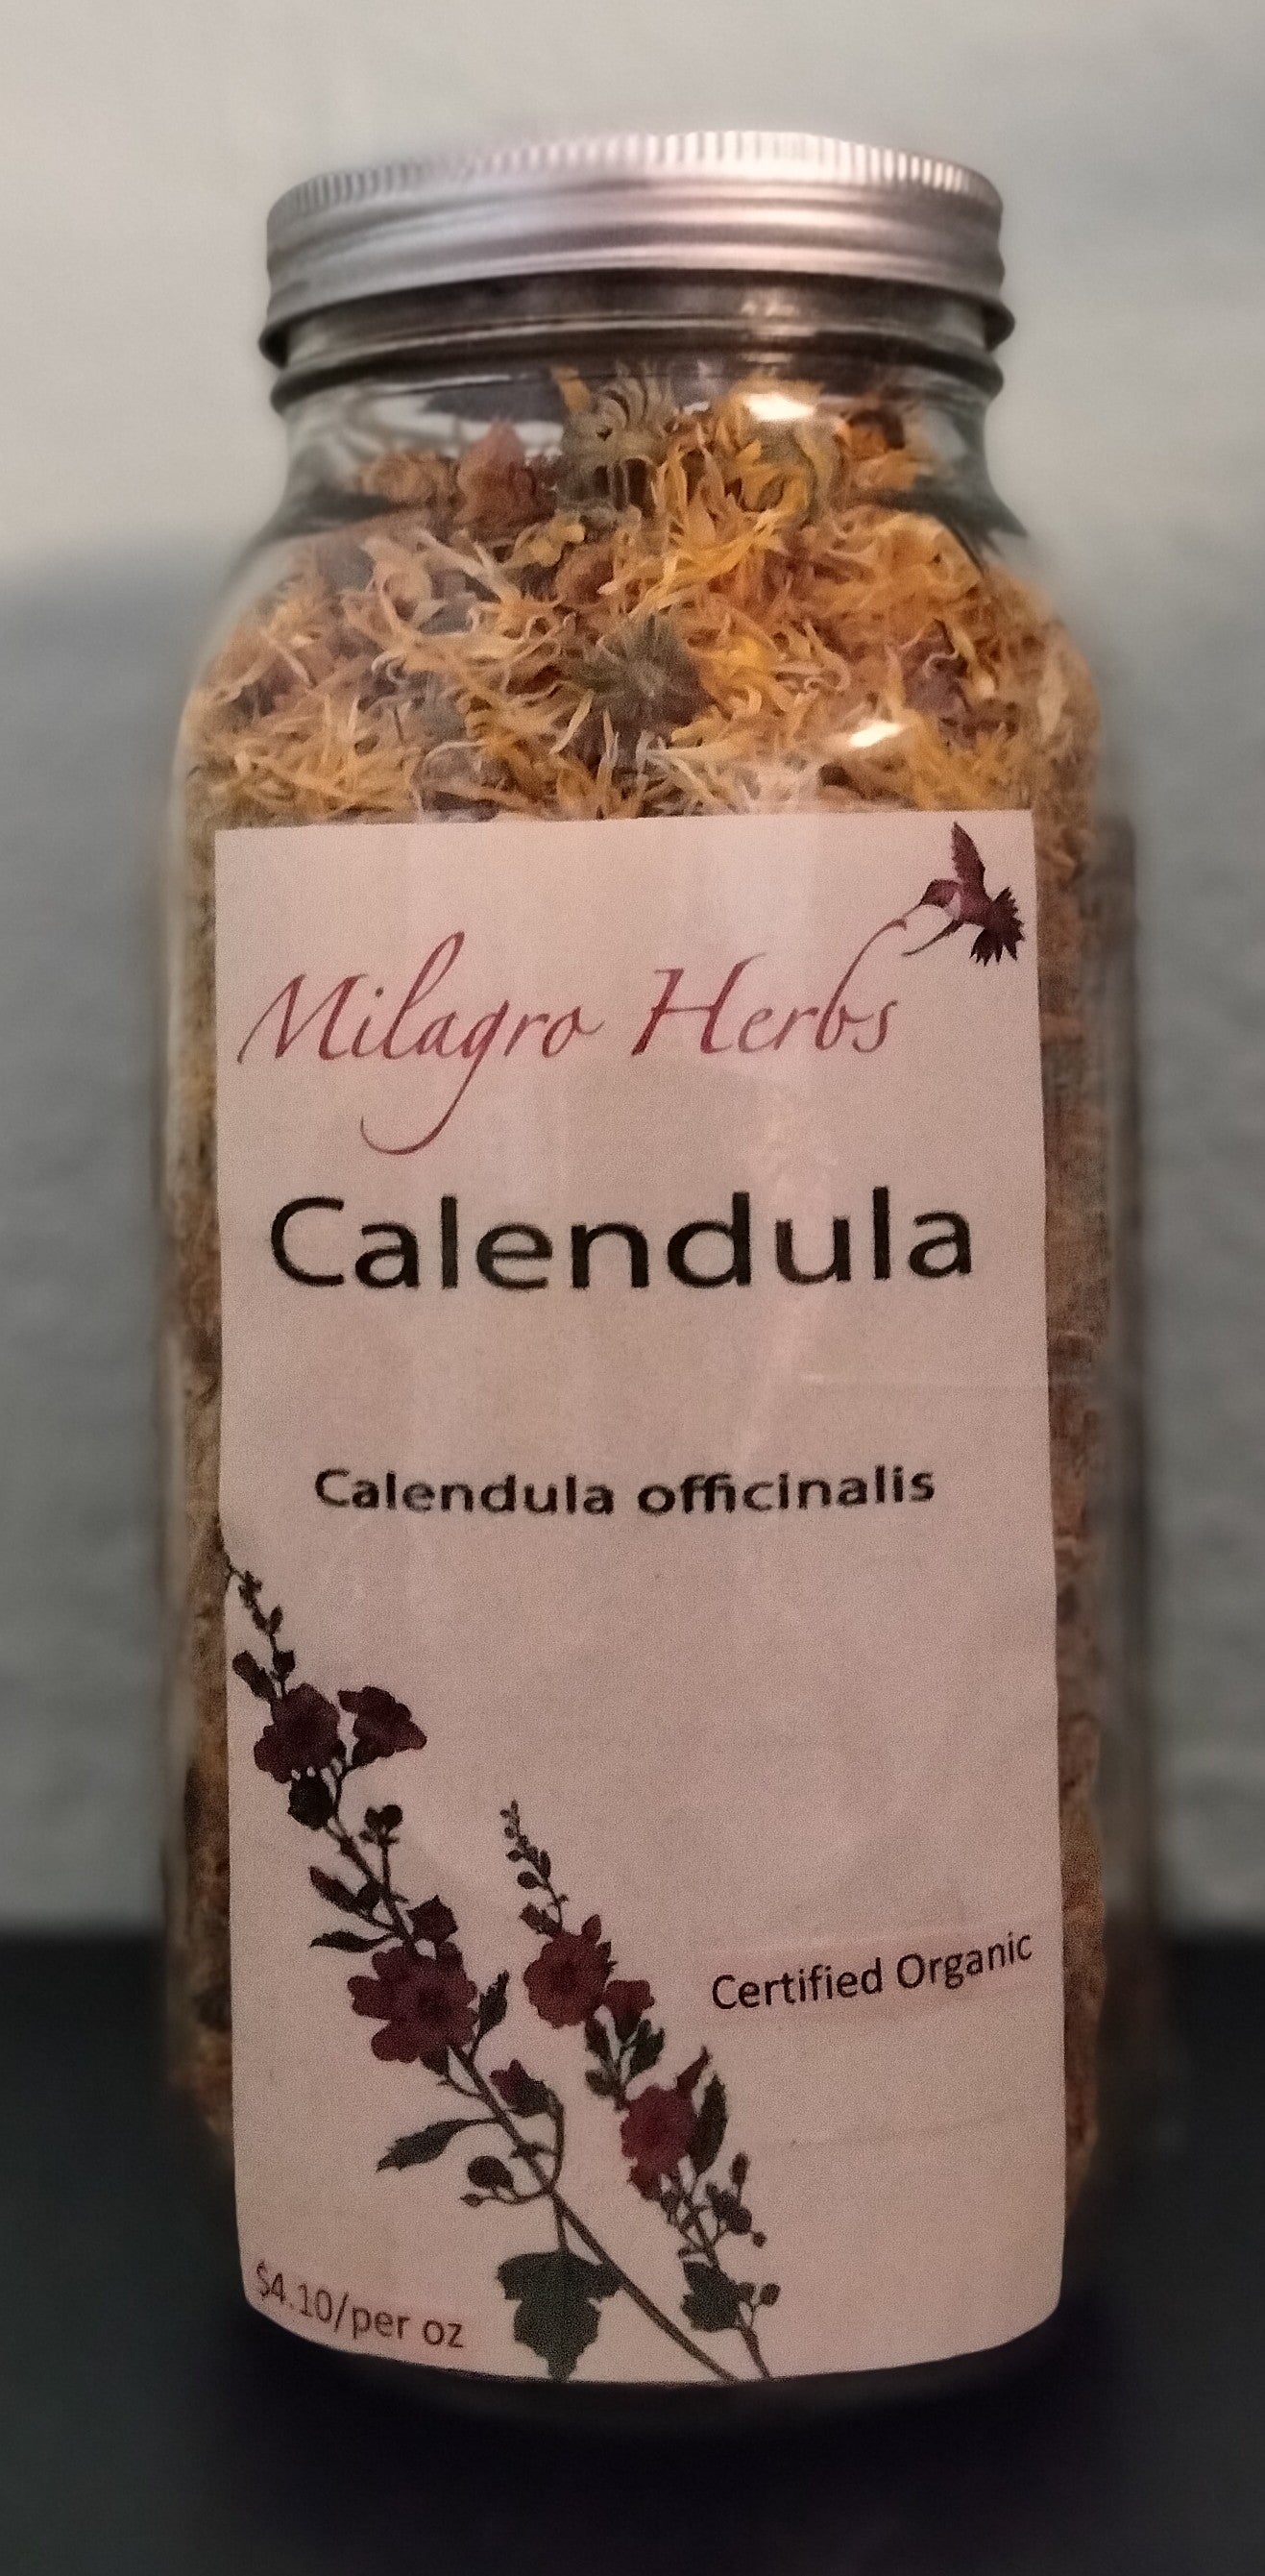 Milagro Herbs
Calendula
Calendula officinalis
Certified Organic
$4.10/per oz